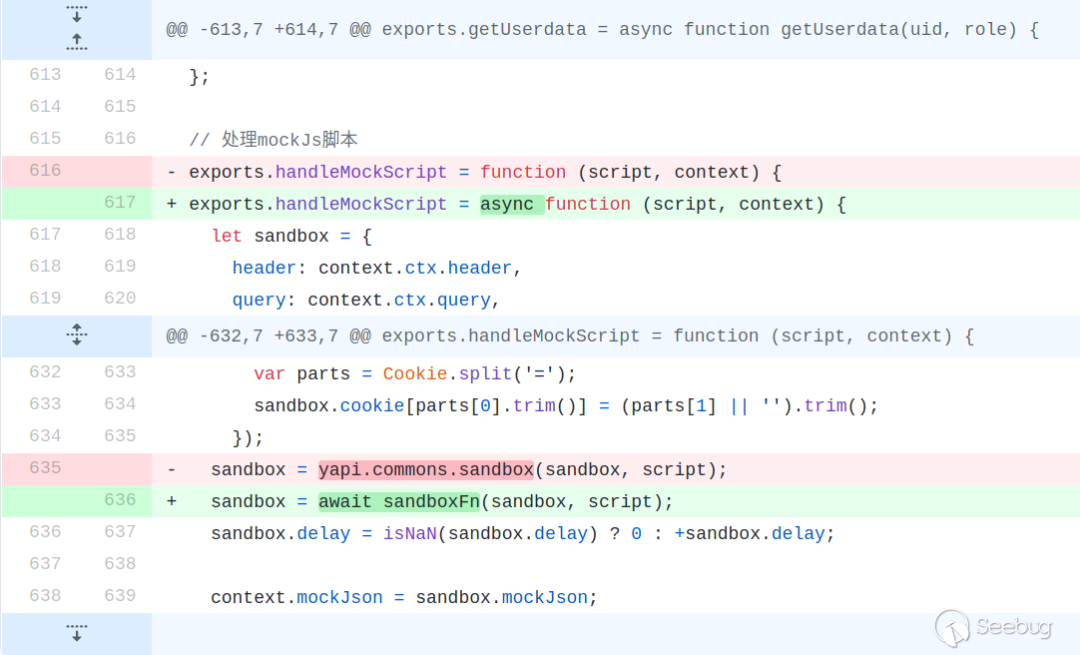 @@ -613,7 +614,7 @@ exports.getUserdata = async function getUserdata(uid, role) {
613 614 };
614 615
615 616 // 处理mockJs脚本
616 - exports.handleMockScript = function (script, context) {
617 + exports.handleMockScript = async function (script, context) {
617 618 let sandbox = {
618 619 header: context.ctx.header,
619 620 query: context.ctx.query,
@@ -632,7 +633,7 @@ exports.handleMockScript = function (script, context) {
632 633 var parts = Cookie.split('=');
633 634 sandbox.cookie[parts[0].trim()] = (parts[1] || '').trim();
634 635 });
635 - sandbox = yapi.commons.sandbox(sandbox, script);
636 + sandbox = await sandboxFn(sandbox, script);
636 637 sandbox.delay = isNaN(sandbox.delay) ? 0 : +sandbox.delay;
637 638
638 639 context.mockJson = sandbox.mockJson;
Seebug